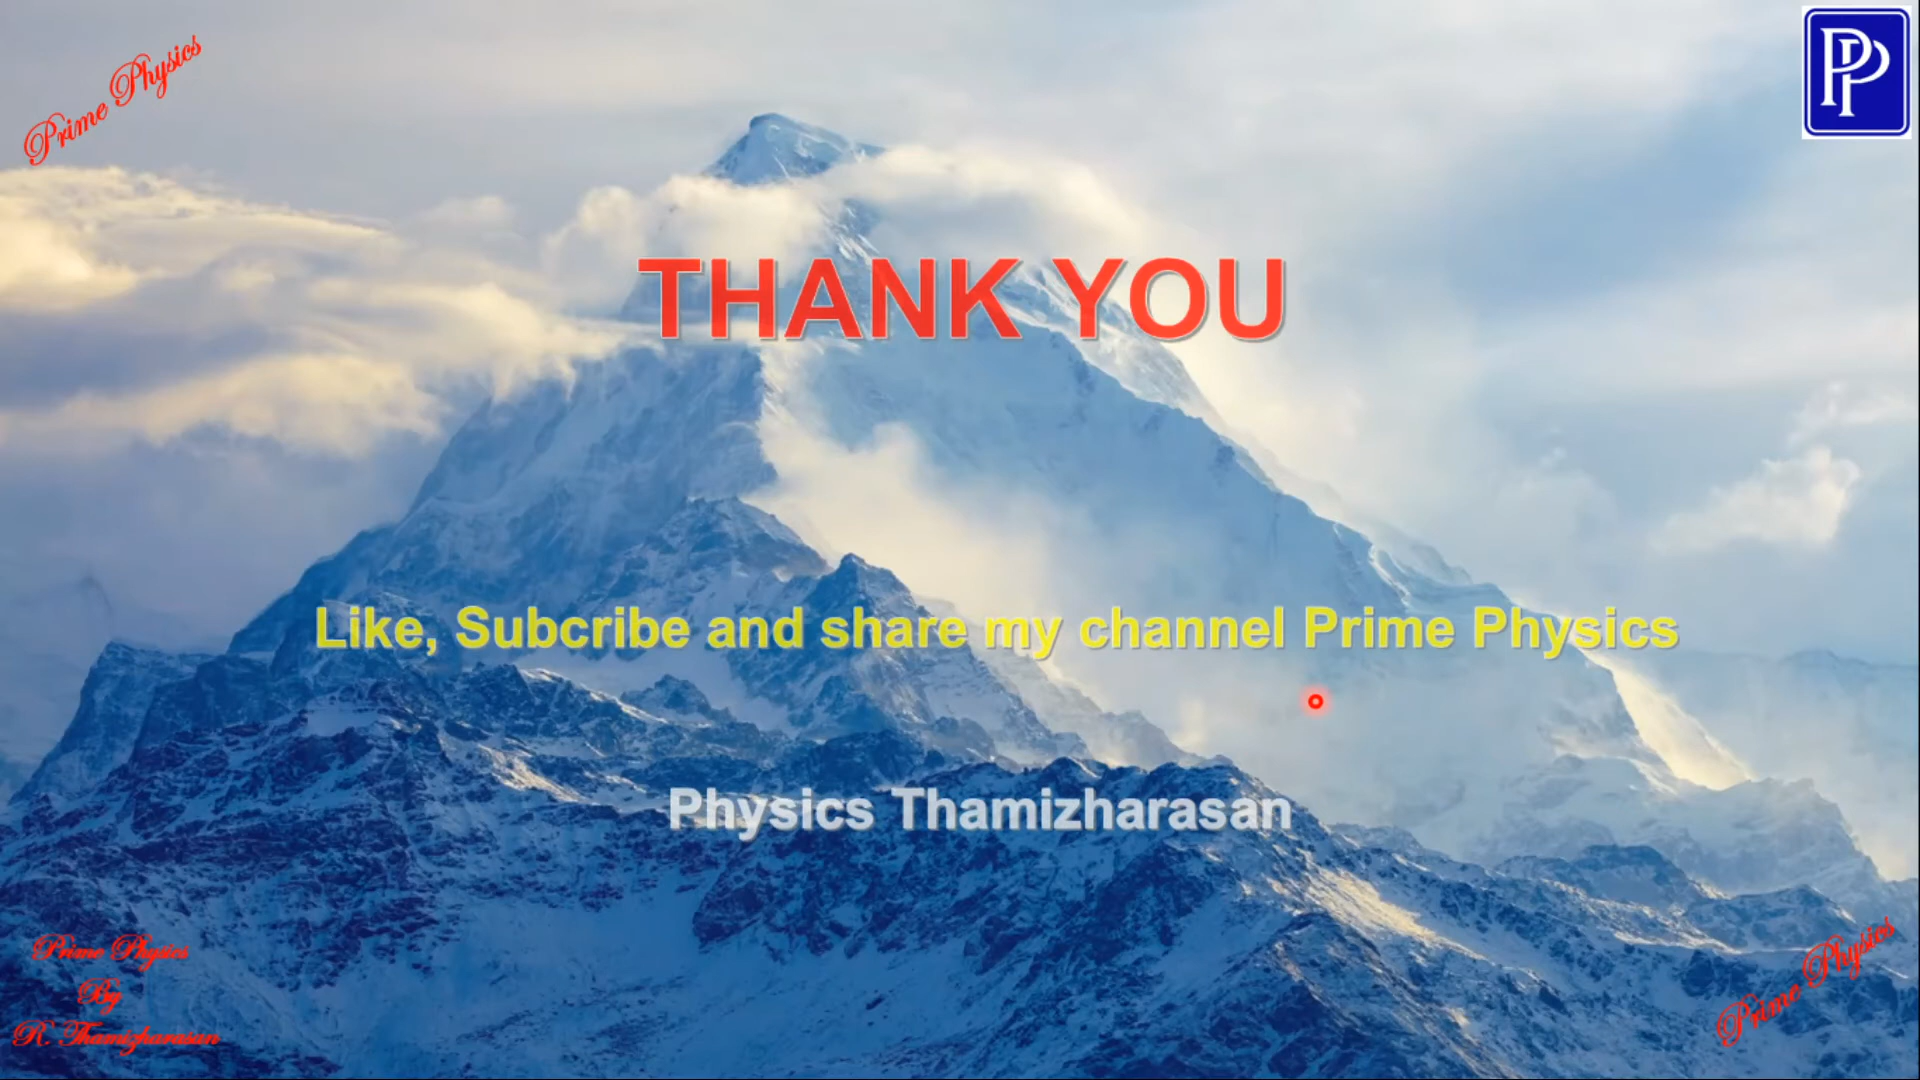 Prime Physics
PP
THANK YOU
Like, Subcribe and share my channel Prime Physics
Physics Thamizharasan
Prime Physics
By
R. Thamizharasan
Prime Physics